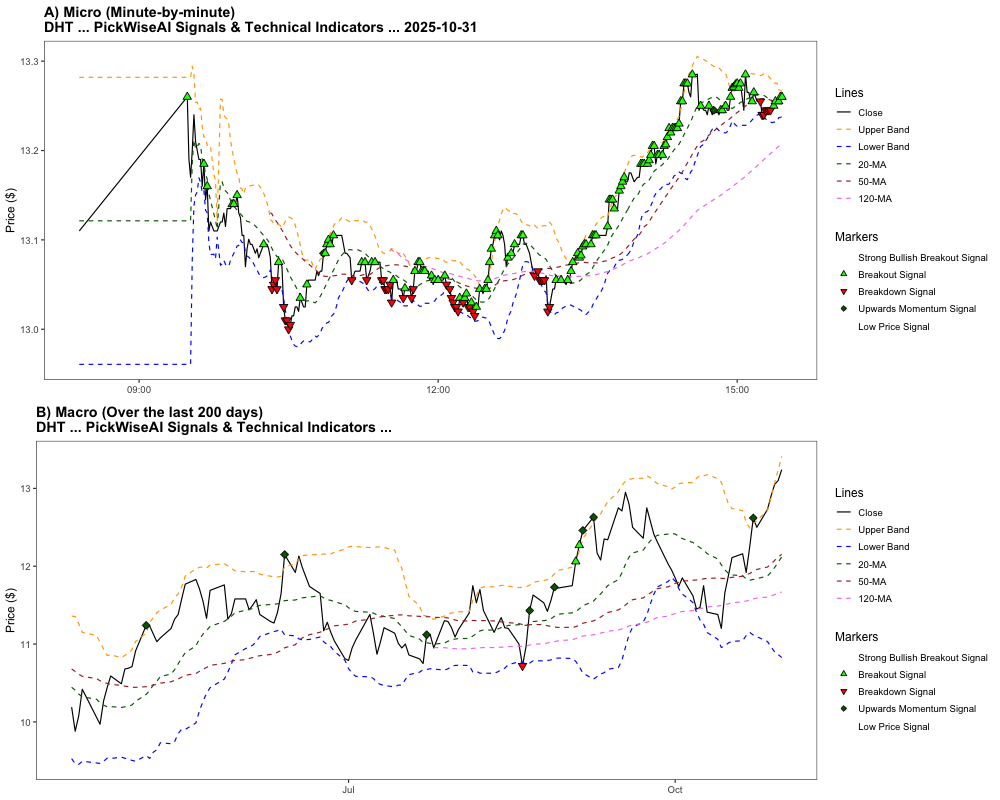 A) Micro (Minute-by-minute)
DHT ... PickWiseAI Signals & Technical Indicators ... 2025-10-31
Price ($)
13.3
13.2
13.1
13.0
09:00
12:00
15:00
Lines
Close
Upper Band
Lower Band
20-MA
50-MA
120-MA
Markers
Strong Bullish Breakout Signal
Breakout Signal
Breakdown Signal
Upwards Momentum Signal
Low Price Signal
B) Macro (Over the last 200 days)
DHT ... PickWiseAI Signals & Technical Indicators ...
Price ($)
13
12
11
10
Jul
Oct
Lines
Close
Upper Band
Lower Band
20-MA
50-MA
120-MA
Markers
Strong Bullish Breakout Signal
Breakout Signal
Breakdown Signal
Upwards Momentum Signal
Low Price Signal